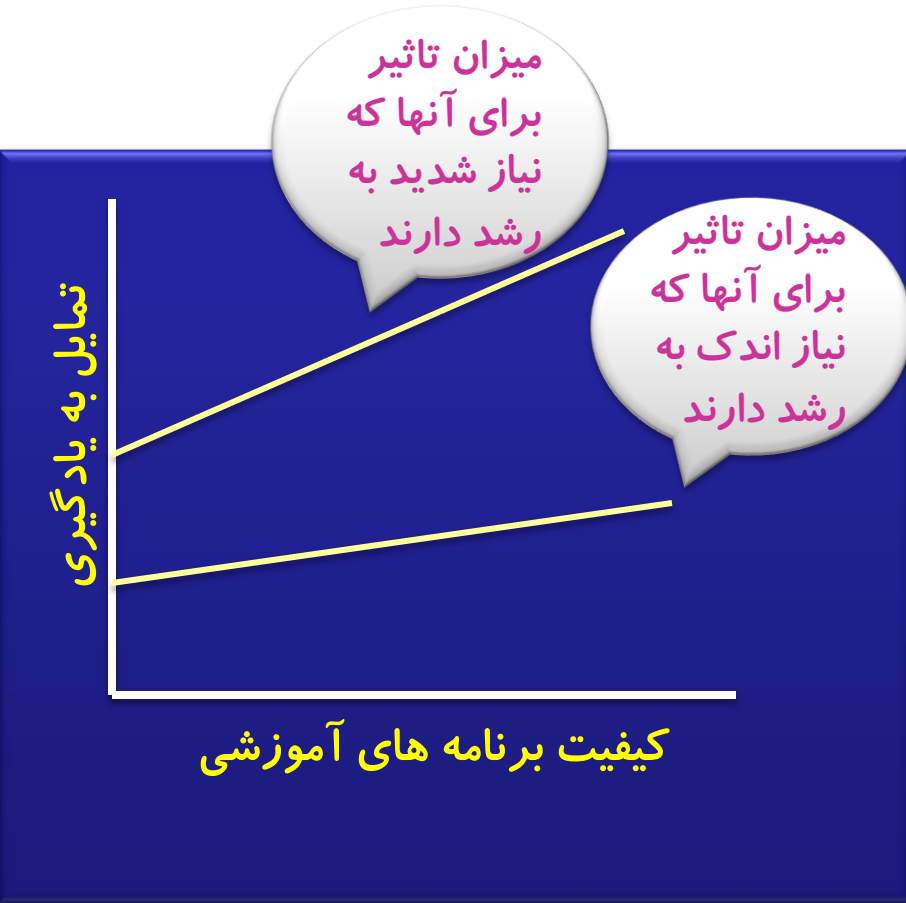 میزان تاثیر
برای آنها که
نیاز شدید به
رشد دارند
میزان تاثیر
برای آنها که
نیاز اندک به
رشد دارند
تمایل به یادگیری
کیفیت برنامه های آموزشی